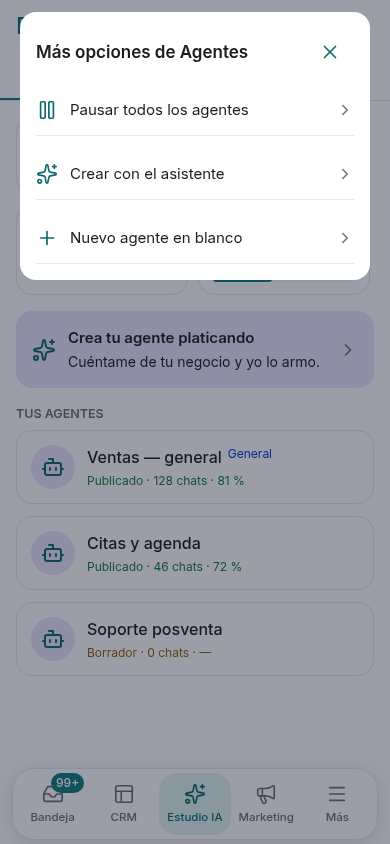 Más opciones de Agentes
Pausar todos los agentes
Crear con el asistente
Nuevo agente en blanco
Crea tu agente platicando
Cuéntame de tu negocio y yo lo armo.
TUS AGENTES
Ventas — general General
Publicado · 128 chats · 81 %
Citas y agenda
Publicado · 46 chats · 72 %
Soporte posventa
Borrador · 0 chats · —
99+
Bandeja
CRM
Estudio IA
Marketing
Más